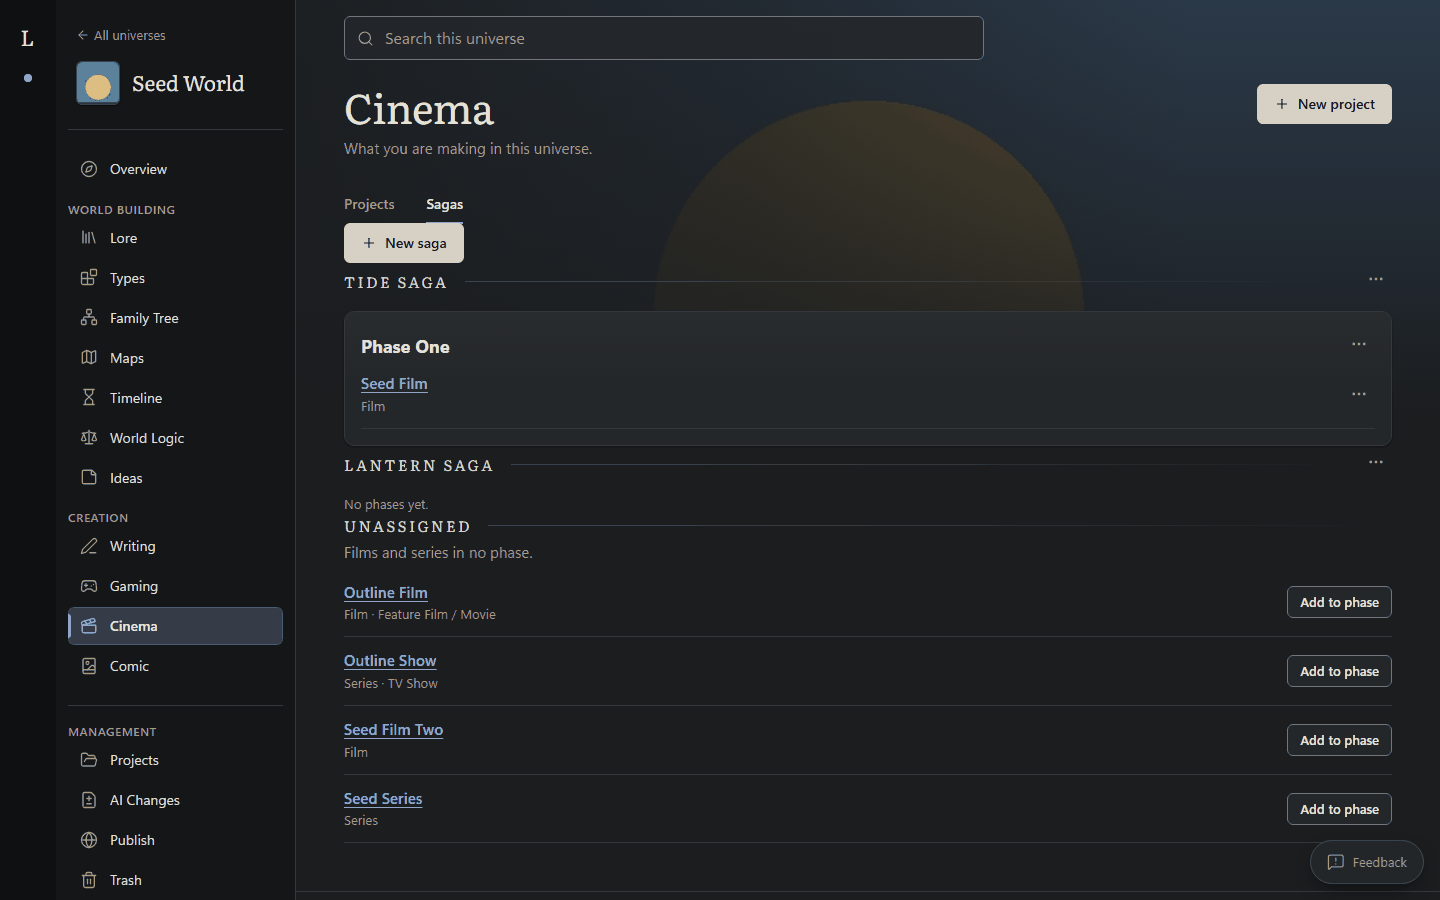 L
All universes
Seed World
Overview
WORLD BUILDING
Lore
Types
Family Tree
Maps
Timeline
World Logic
Ideas
CREATION
Writing
Gaming
Cinema
Comic
MANAGEMENT
Projects
AI Changes
Publish
Trash
Search this universe
Cinema
New project
What you are making in this universe.
Projects Sagas
New saga
TIDE SAGA
Phase One
Seed Film
Film
LANTERN SAGA
No phases yet.
UNASSIGNED
Films and series in no phase.
Outline Film
Film · Feature Film / Movie
Add to phase
Outline Show
Series · TV Show
Add to phase
Seed Film Two
Film
Add to phase
Seed Series
Series
Add to phase
Feedback